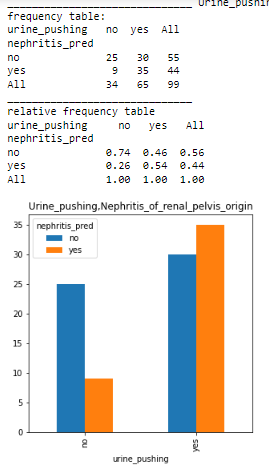 Urine_pushin
frequency table:
urine_pushing no yes All
nephritis_pred
no 25 30 55
yes 9 35 44
All 34 65 99
relative frequency table
urine_pushing no yes All
nephritis_pred
no 0.74 0.46 0.56
yes 0.26 0.54 0.44
All 1.00 1.00 1.00
Urine_pushing,Nephritis_of_renal_pelvis_origin
nephritis_pred
no
yes
35
30
25
20
15
10
5
0
no
yes
urine_pushing